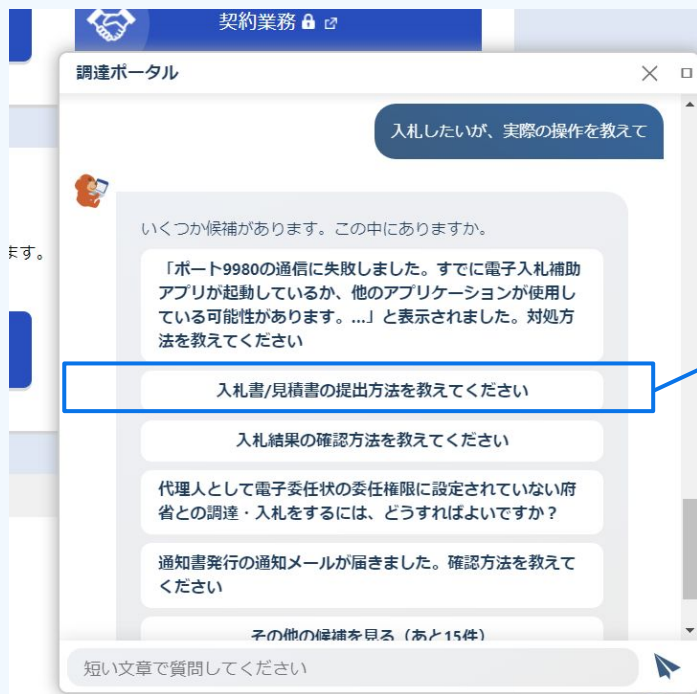 契約業務
調達ポータル
入札したいが、実際の操作を教えて
いくつか候補があります。この中にありますか。
ます。
「ポート9980の通信に失敗しました。すでに電子入札補助
アプリが起動しているか、他のアプリケーションが使用し
ている可能性があります。...」と表示されました。対処方
法を教えてください
入札書/見積書の提出方法を教えてください
入札結果の確認方法を教えてください
代理人として電子委任状の委任権限に設定されていない府
省との調達・入札をするには、どうすればよいですか？
通知書発行の通知メールが届きました。確認方法を教えて
ください
その他の候補を見る（あと15件）
短い文章で質問してください